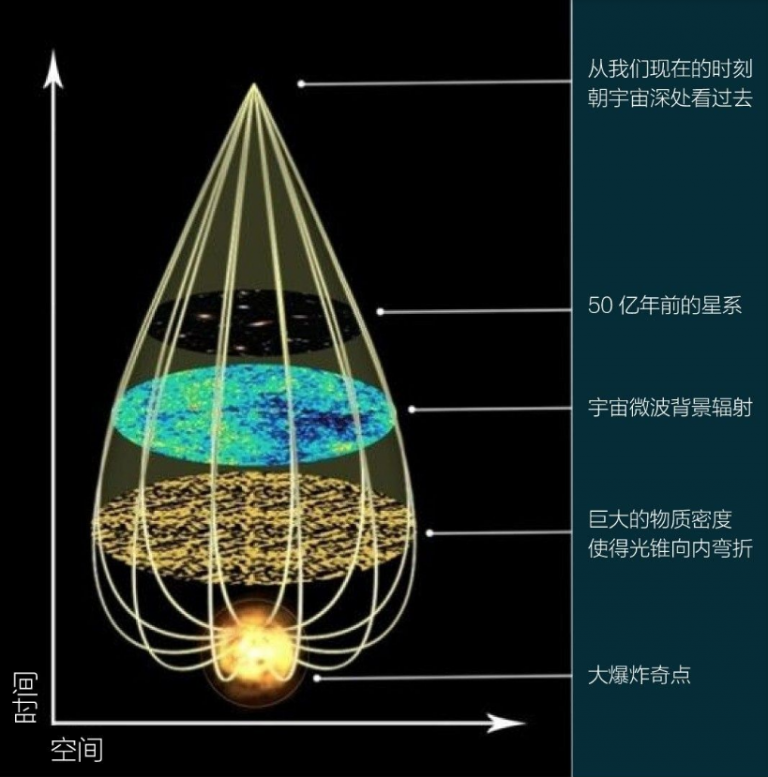 从我们现在的时刻
朝宇宙深处看过去
50 亿年前的星系
宇宙微波背景辐射
巨大的物质密度
使得光锥向内弯折
大爆炸奇点
时间
空间